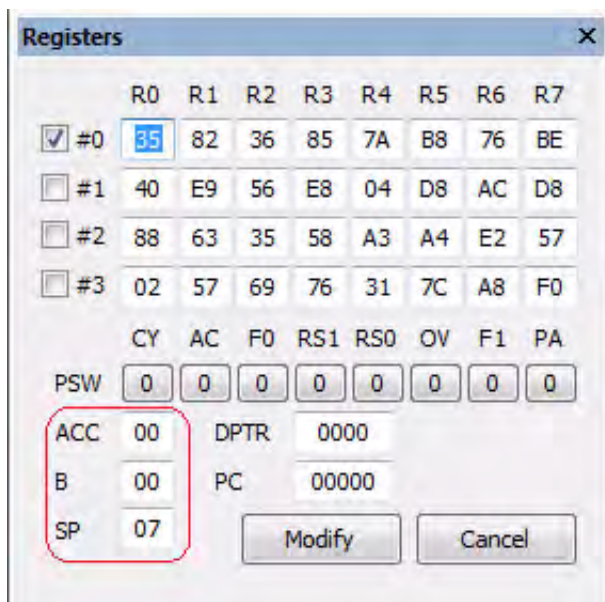 Registers ×
R0 R1 R2 R3 R4 R5 R6 R7
#0 35 82 36 85 7A B8 76 BE
#1 40 E9 56 E8 04 D8 AC D8
#2 88 63 35 58 A3 A4 E2 57
#3 02 57 69 76 31 7C A8 F0
CY AC F0 RS1 RS0 OV F1 PA
PSW 0 0 0 0 0 0 0 0
ACC 00 DPTR 0000
B 00 PC 00000
SP 07 Modify Cancel